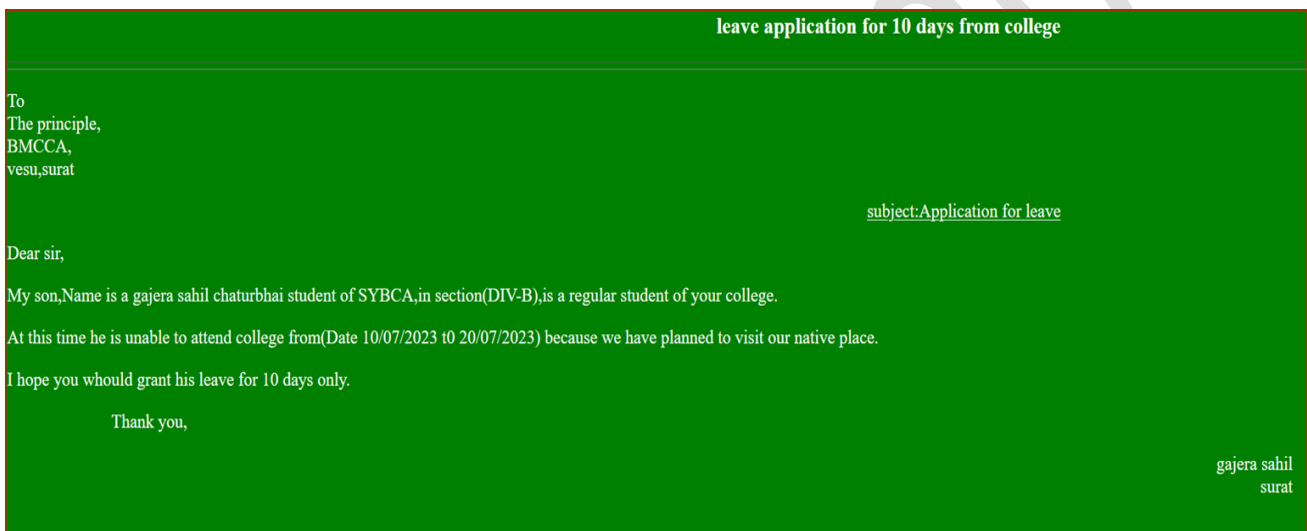 leave application for 10 days from college
To
The principle,
BMCCA,
vesu,surat
subject:Application for leave
Dear sir,
My son,Name is a gajera sahil chaturbhai student of SYBCA,in section(DIV-B),is a regular student of your college.
At this time he is unable to attend college from(Date 10/07/2023 t0 20/07/2023) because we have planned to visit our native place.
I hope you whould grant his leave for 10 days only.
Thank you,
gajera sahil
surat